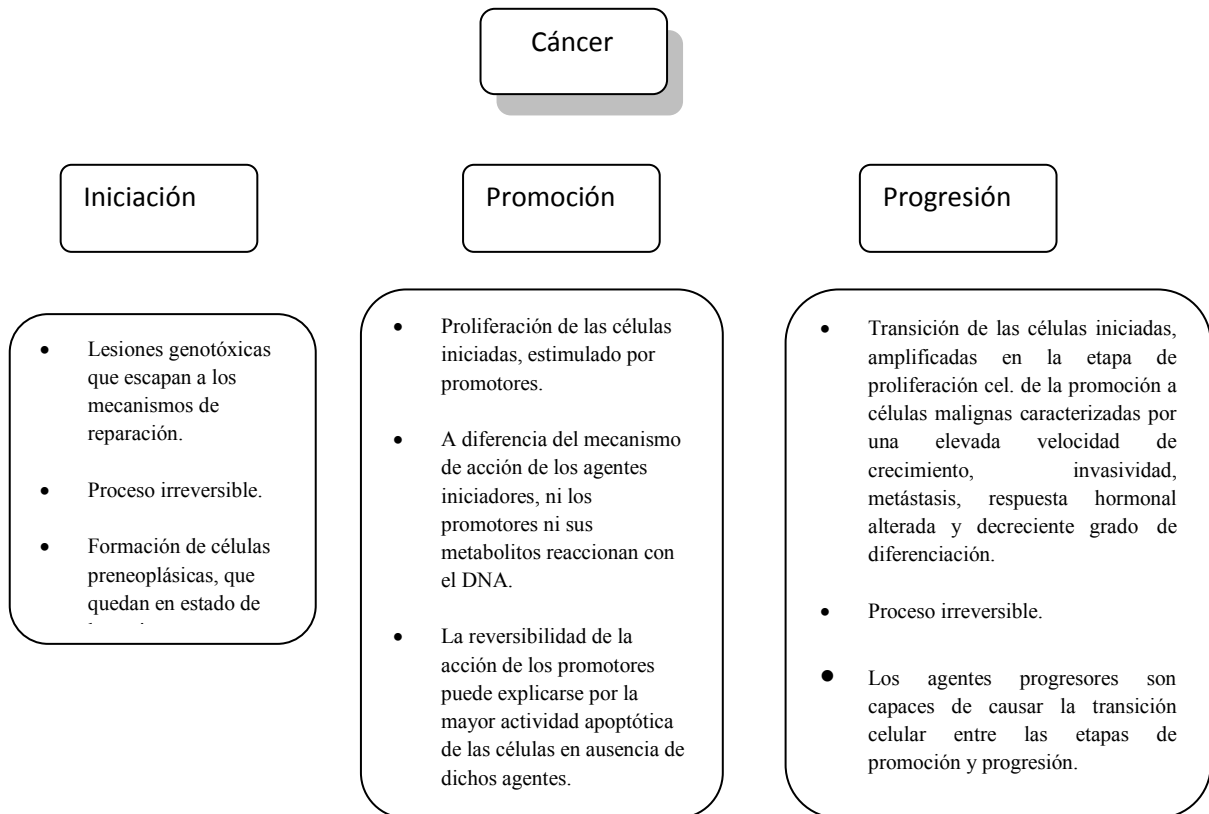 Cáncer
Iniciación
Promoción
Progresión
• Lesiones genotóxicas
que escapan a los
mecanismos de
reparación.
• Proceso irreversible.
• Formación de células
preneoplásicas, que
quedan en estado de
• Proliferación de las células
iniciadas, estimulado por
promotores.
• A diferencia del mecanismo
de acción de los agentes
iniciadores, ni los
promotores ni sus
metabolitos reaccionan con
el DNA.
• La reversibilidad de la
acción de los promotores
puede explicarse por la
mayor actividad apoptótica
de las células en ausencia de
dichos agentes.
• Transición de las células iniciadas,
amplificadas en la etapa de
proliferación cel. de la promoción a
células malignas caracterizadas por
una elevada velocidad de
crecimiento, invasividad,
metástasis, respuesta hormonal
alterada y decreciente grado de
diferenciación.
• Proceso irreversible.
• Los agentes progresores son
capaces de causar la transición
celular entre las etapas de
promoción y progresión.